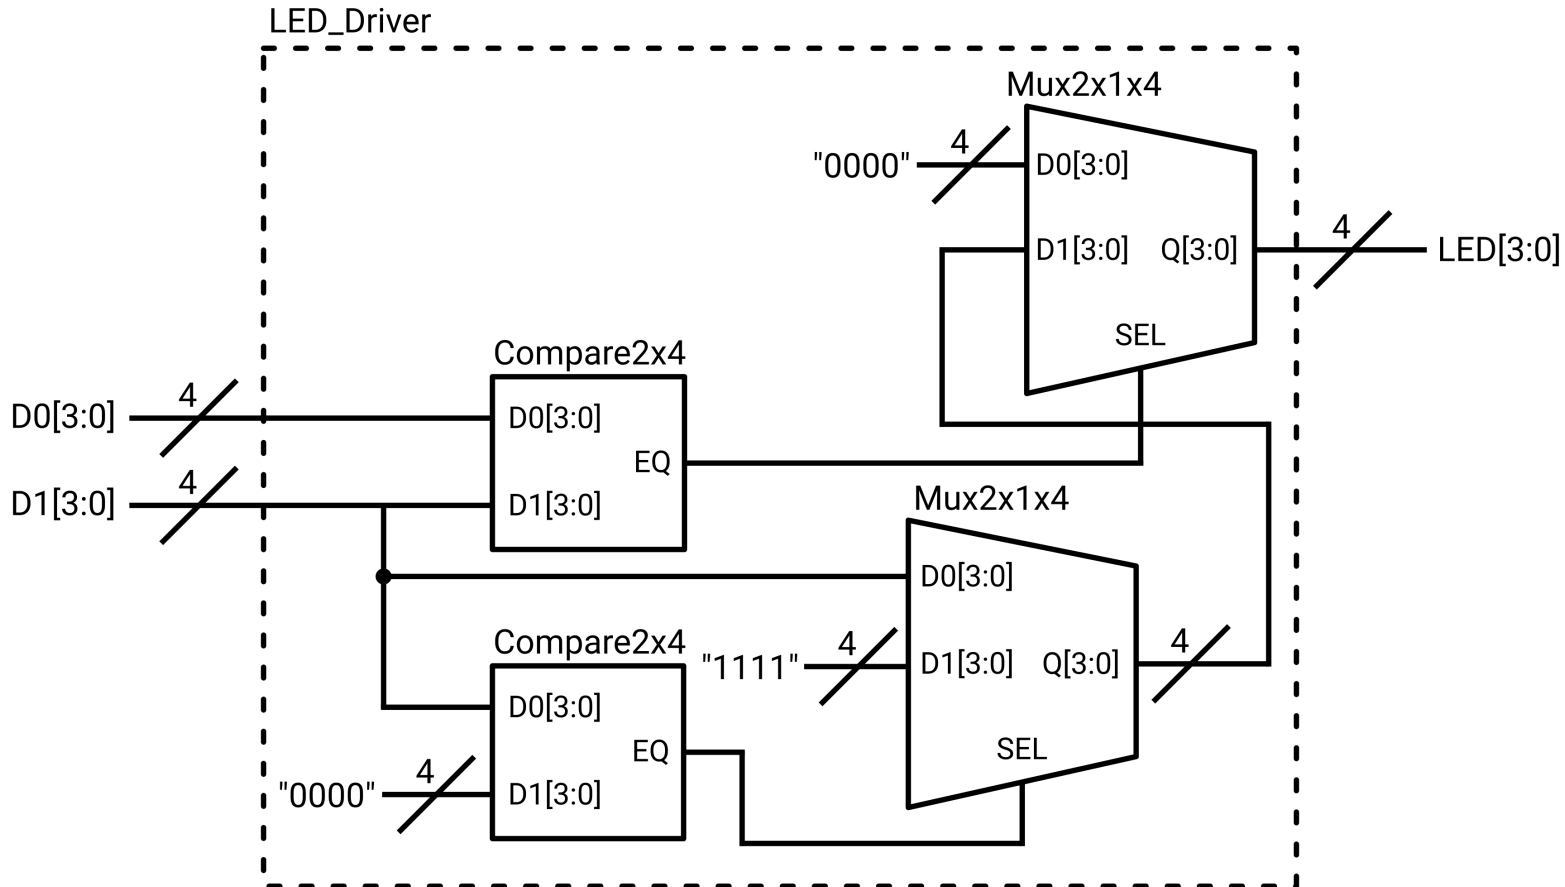 LED_Driver
Mux2x1x4
4
"0000"
D0[3:0]
D1[3:0]
Q[3:0]
SEL
4
LED[3:0]
Compare2x4
D0[3:0]
4
D0[3:0]
EQ
D1[3:0]
4
D1[3:0]
Mux2x1x4
D0[3:0]
4
"1111"
D1[3:0]
Q[3:0]
SEL
4
Compare2x4
D0[3:0]
EQ
4
"0000"
D1[3:0]